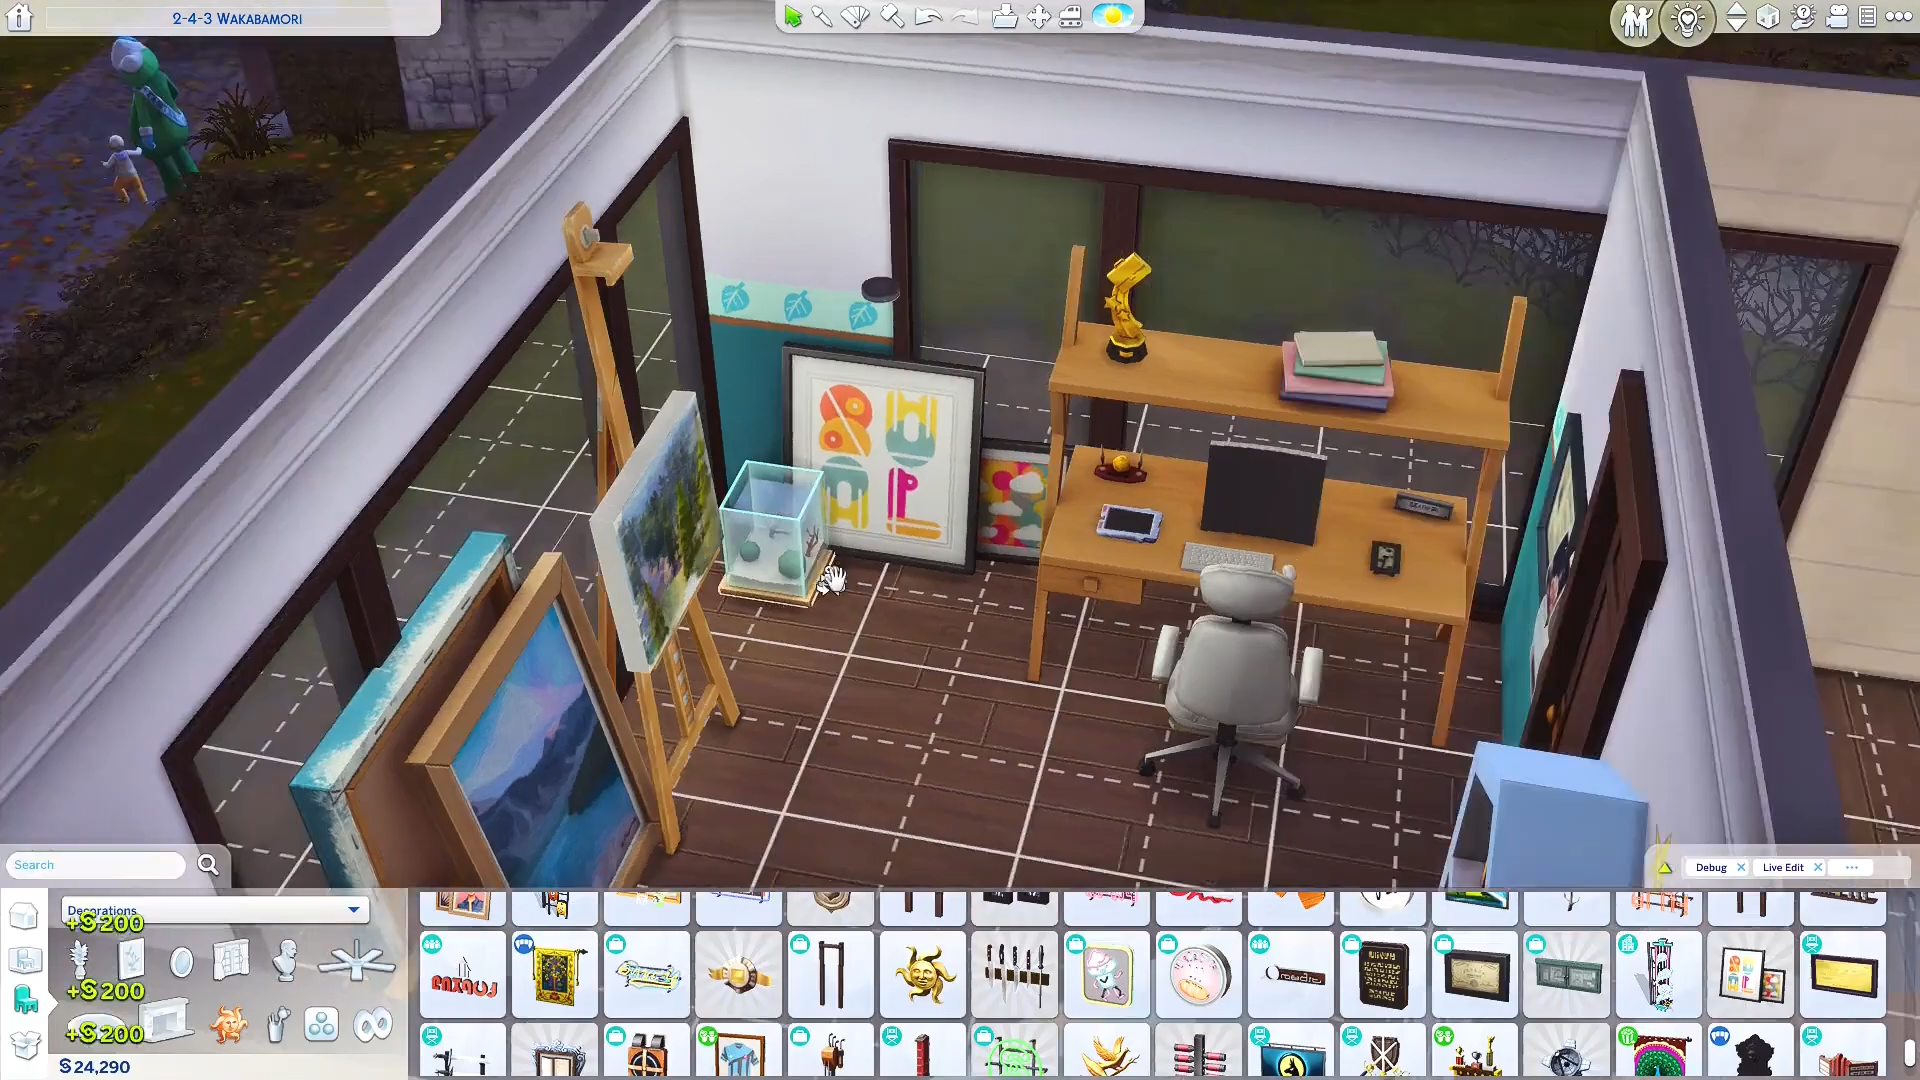 2-4-3 Wakabamori
Search
Debug
Live Edit
Decorations
+§200
+§200
+§200
§24,290